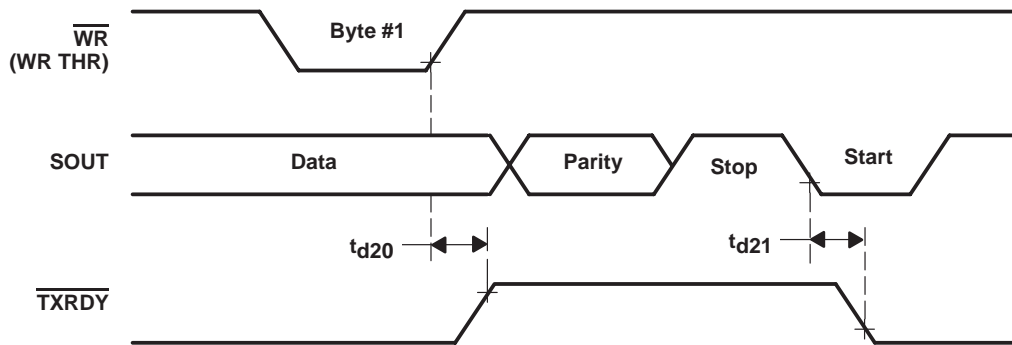 WR
(WR THR)
Byte #1
SOUT
Data
Parity
Stop
Start
td20
td21
TXRDY